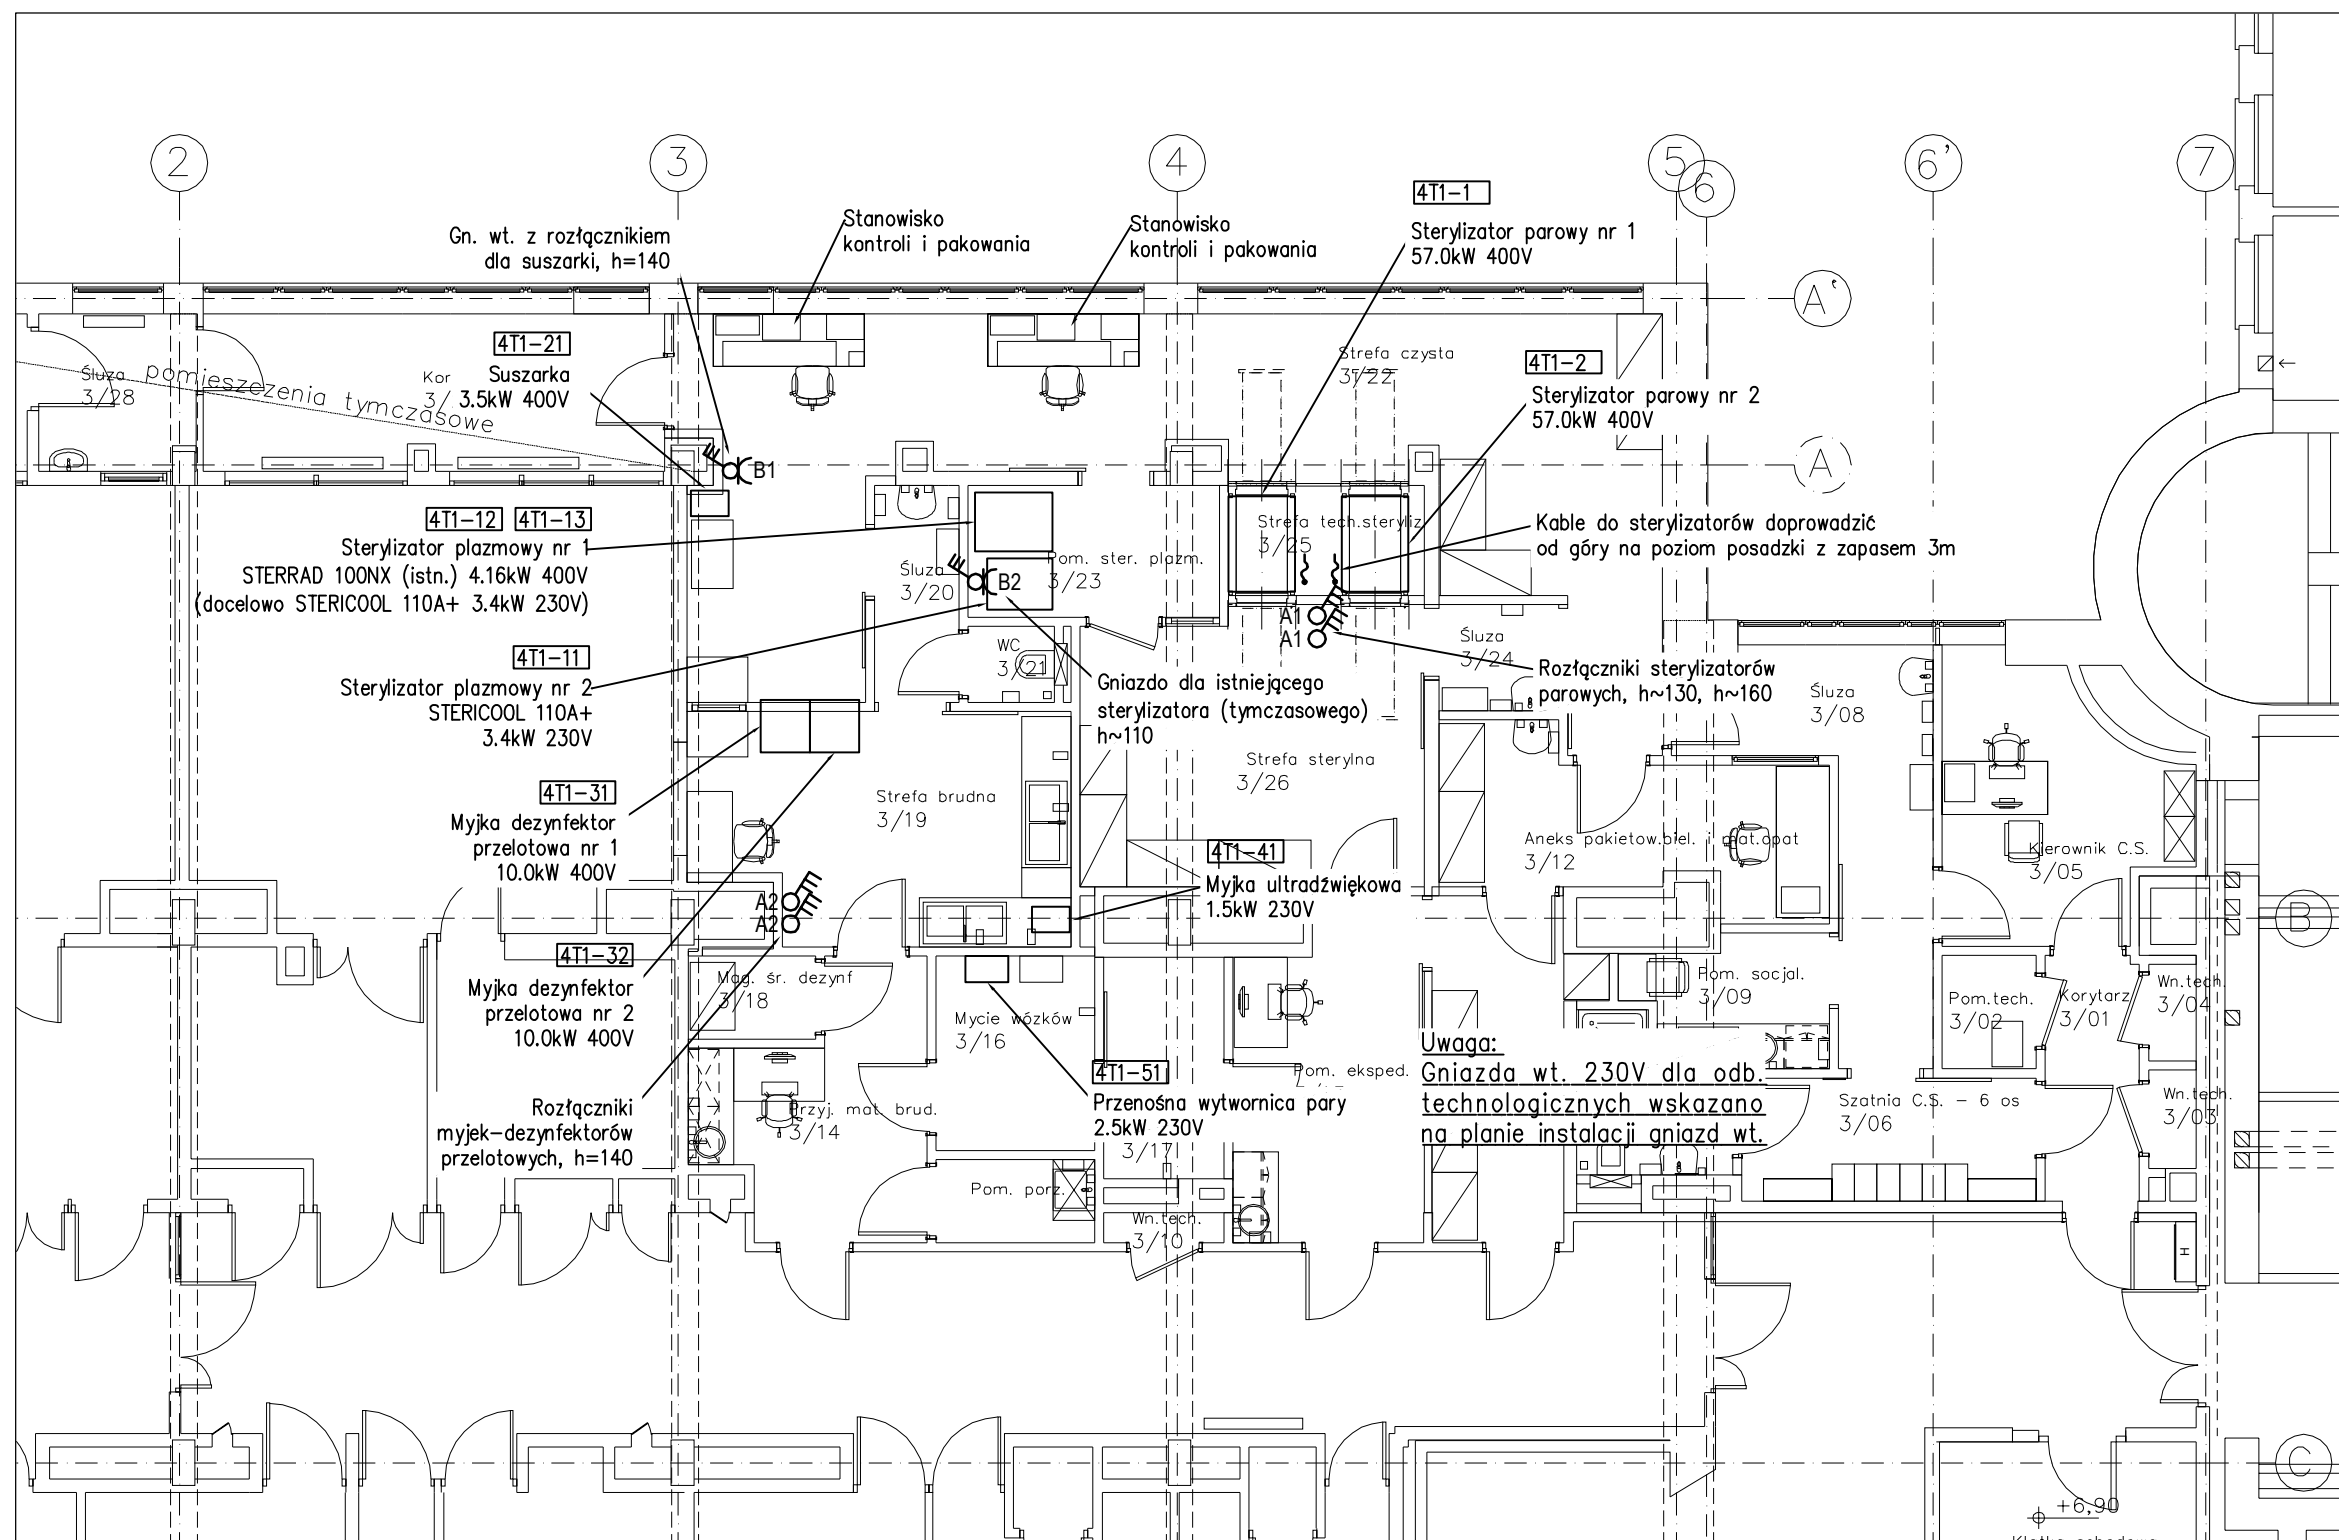 2
3
4
5
6
6'
7
4T1-1
Sterylizator parowy nr 1
57.0kW 400V
Stanowisko
kontroli i pakowania
Stanowisko
kontroli i pakowania
Gn. wt. z rozłącznikiem
dla suszarki, h=140
A'
4T1-21
Suszarka
3.5kW 400V
Śluza
3/28
pomieszczenia tymczasowe
Kor
3/
Strefa czysta
3/22
4T1-2
Sterylizator parowy nr 2
57.0kW 400V
A
B1
4T1-12 4T1-13
Sterylizator plazmowy nr 1
STERRAD 100NX (istn.) 4.16kW 400V
(docelowo STERICOOL 110A+ 3.4kW 230V)
Śluza
3/20
B2
Pom. ster. plazm.
3/23
Strefa tech.steryliz.
3/25
Kable do sterylizatorów doprowadzić
od góry na poziom posadzki z zapasem 3m
A1
A1
WC
3/21
Śluza
3/24
4T1-11
Sterylizator plazmowy nr 2
STERICOOL 110A+
3.4kW 230V
Gniazdo dla istniejącego
sterylizatora (tymczasowego)
h~110
Rozłączniki sterylizatorów
parowych, h~130, h~160
Śluza
3/08
Strefa sterylna
3/26
4T1-31
Myjka dezynfektor
przelotowa nr 1
10.0kW 400V
Strefa brudna
3/19
4T1-41
Myjka ultradźwiękowa
1.5kW 230V
Aneks pakietow.biel. i mat.opat
3/12
Kierownik C.S.
3/05
A2
A2
B
4T1-32
Myjka dezynfektor
przelotowa nr 2
10.0kW 400V
Mag. śr. dezynf
3/18
Mycie wózków
3/16
Pom. socjal.
3/09
Pom.tech.
3/02
Korytarz
3/01
Wn.tech.
3/04
Uwaga:
Gniazda wt. 230V dla odb.
technologicznych wskazano
na planie instalacji gniazd wt.
4T1-51
Przenośna wytwornica pary
2.5kW 230V
Pom. eksped.
3/17
Rozłączniki
myjek-dezynfektorów
przelotowych, h=140
Przyj. mat. brud.
3/14
Szatnia C.S. - 6 os
3/06
Wn.tech.
3/03
Pom. porz.
Wn.tech.
3/10
H
C
+6,90